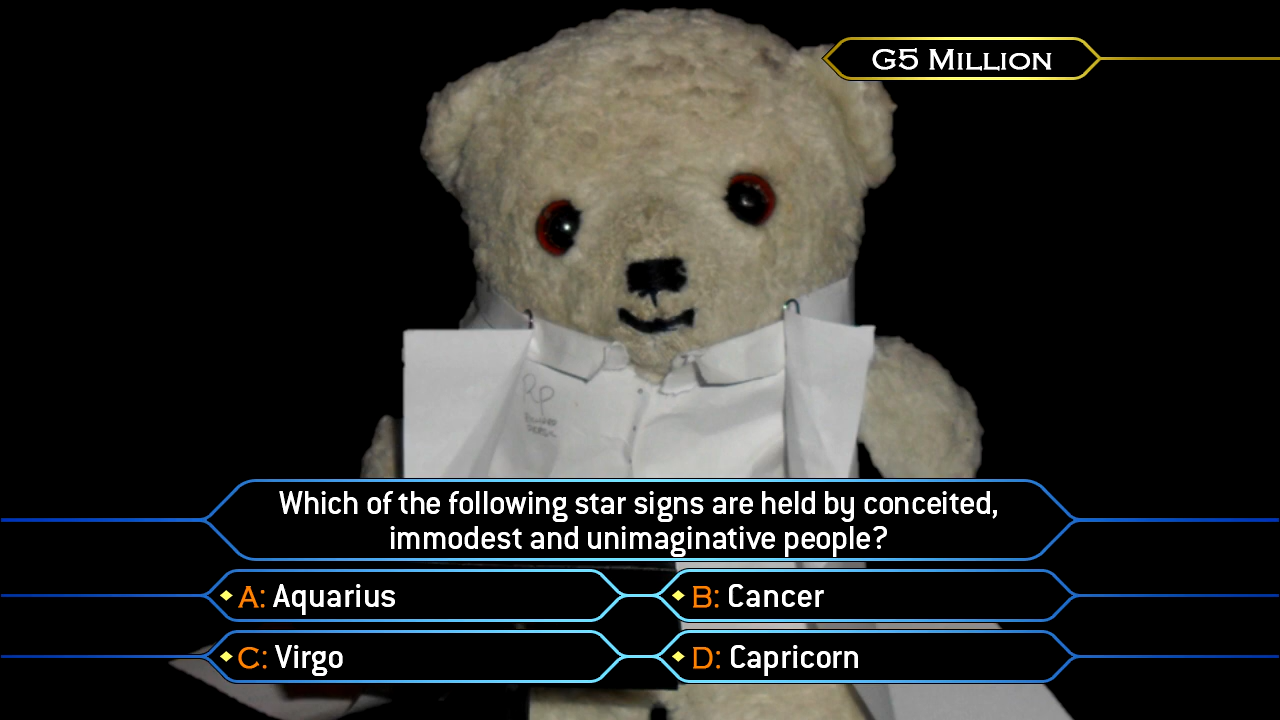 G5 Million
RP
Which of the following star signs are held by conceited,
immodest and unimaginative people?
A: Aquarius
B: Cancer
C: Virgo
D: Capricorn